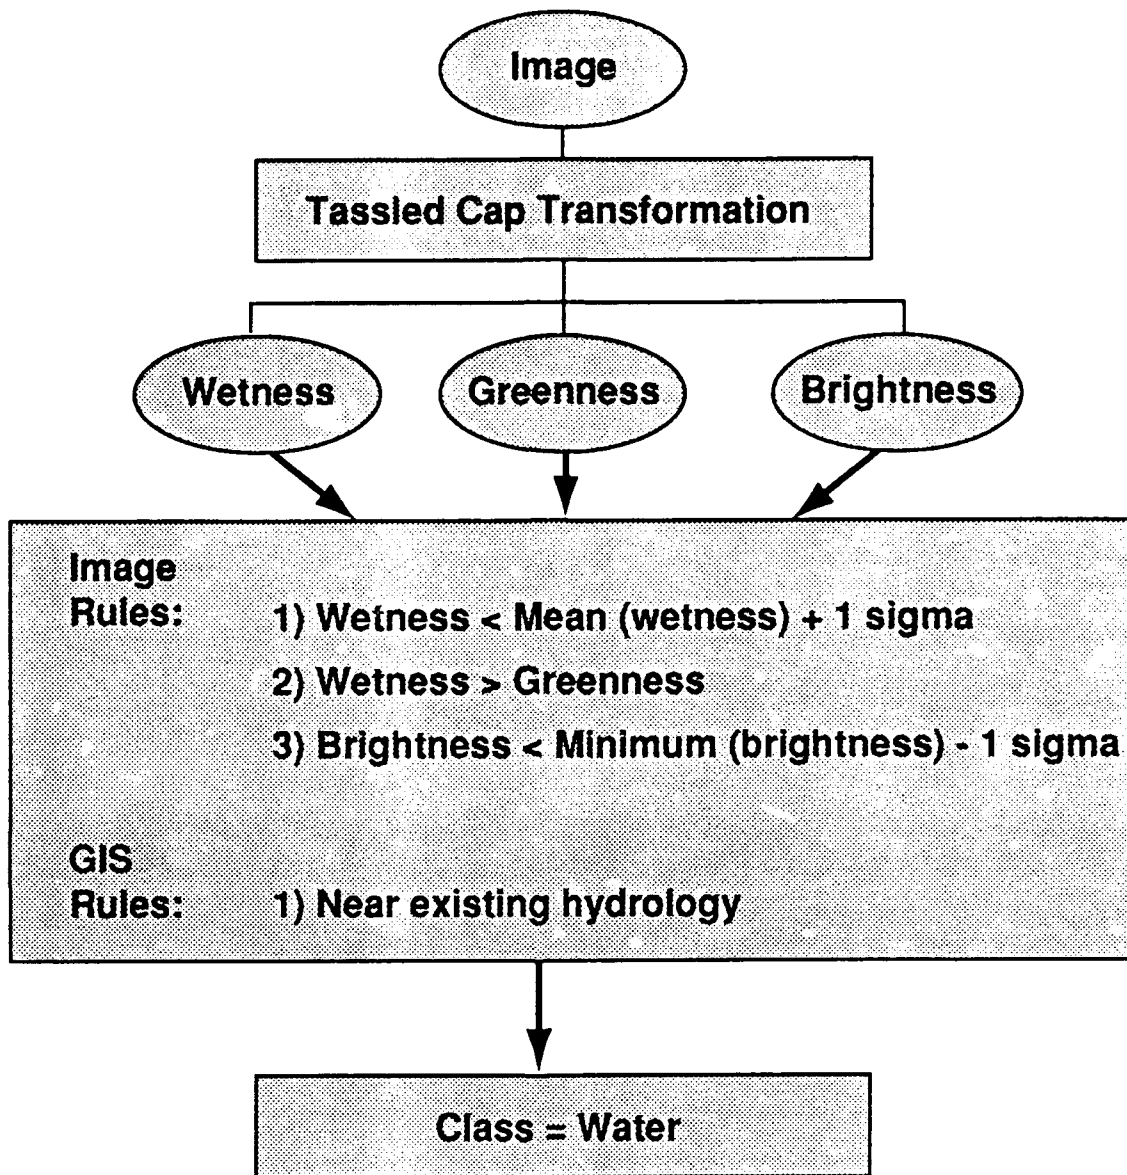 Image
Tassled Cap Transformation
Wetness
Greenness
Brightness
Image
Rules: 1) Wetness < Mean (wetness) + 1 sigma
2) Wetness > Greenness
3) Brightness < Minimum (brightness) - 1 sigma
GIS
Rules: 1) Near existing hydrology
Class = Water